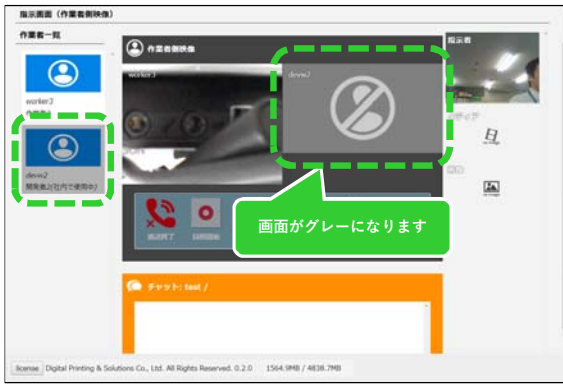 指示画面（作業者側映像）
作業者一覧
worker2
devw2
開発者2(社内で使用中)
作業者側映像
worker2
devw2
指示者
画面がグレーになります
チャット: test /
license
Digital Printing & Solutions Co., Ltd. All Rights Reserved. 0.2.0
1564.9MB / 4838.7MB